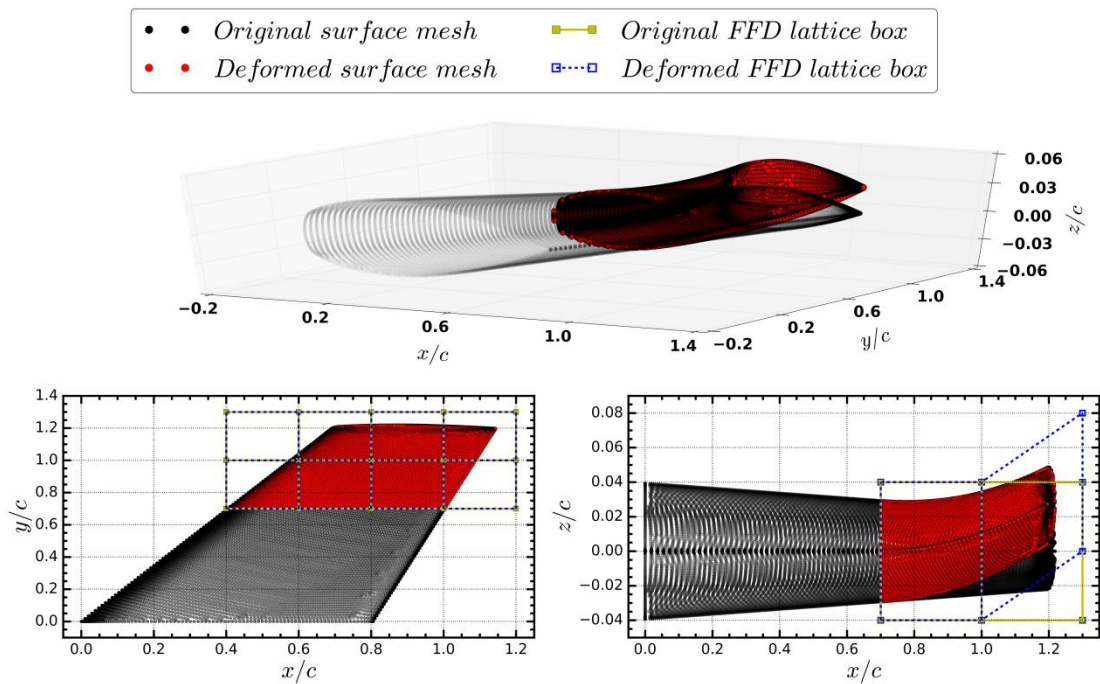 Original surface mesh Original FFD lattice box
Deformed surface mesh Deformed FFD lattice box
0.06
0.03
0.00
−0.03
−0.06
z/c
−0.2 0.2 0.6 1.0 1.4
x/c
−0.2 0.2 0.6 1.0 1.4
y/c
1.4
1.2
1.0
0.8
0.6
0.4
0.2
0.0
y/c
0.0 0.2 0.4 0.6 0.8 1.0 1.2
x/c
0.08
0.06
0.04
0.02
0.00
−0.02
−0.04
z/c
0.0 0.2 0.4 0.6 0.8 1.0 1.2
x/c